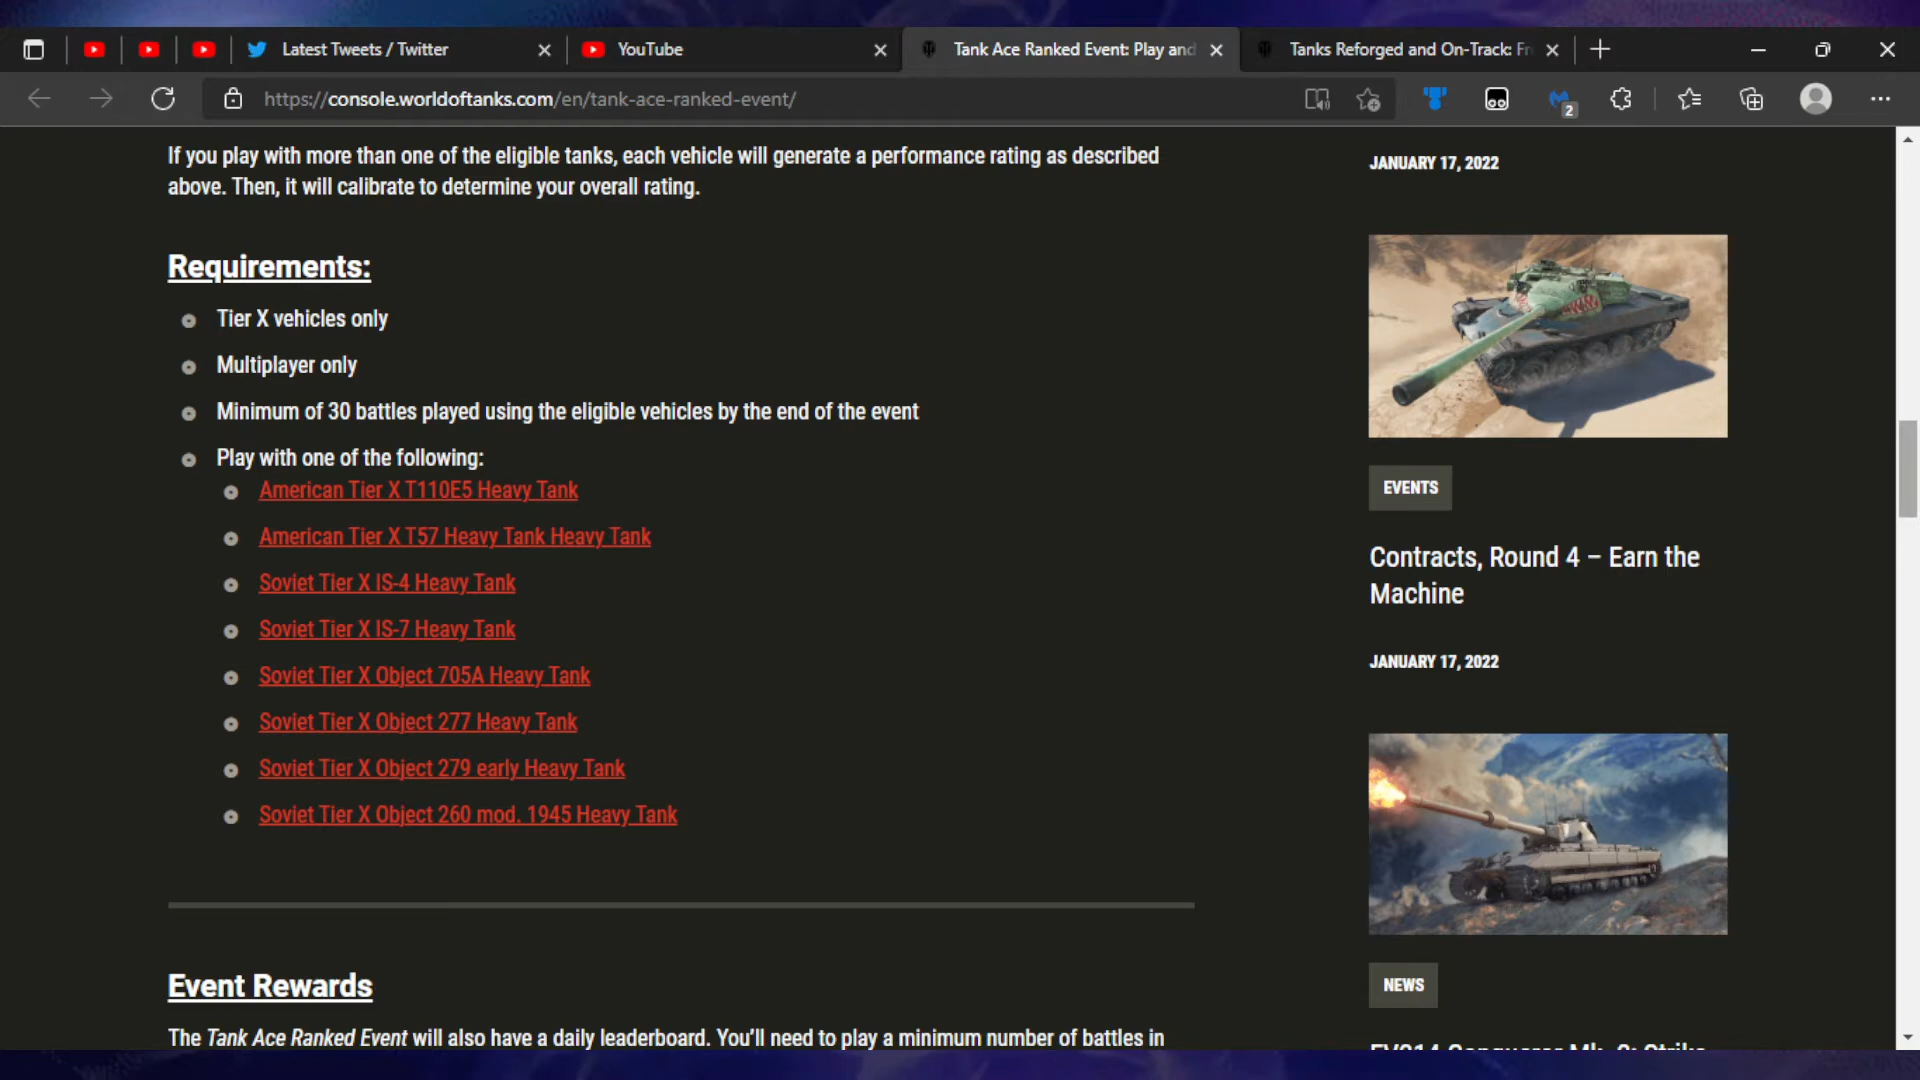 Latest Tweets / Twitter
YouTube
Tank Ace Ranked Event: Play and
Tanks Reforged and On-Track: Fr
https://console.worldoftanks.com/en/tank-ace-ranked-event/
2
If you play with more than one of the eligible tanks, each vehicle will generate a performance rating as described
above. Then, it will calibrate to determine your overall rating.
Requirements:
Tier X vehicles only
Multiplayer only
Minimum of 30 battles played using the eligible vehicles by the end of the event
Play with one of the following:
American Tier X T110E5 Heavy Tank
American Tier X T57 Heavy Tank Heavy Tank
Soviet Tier X IS-4 Heavy Tank
Soviet Tier X IS-7 Heavy Tank
Soviet Tier X Object 705A Heavy Tank
Soviet Tier X Object 277 Heavy Tank
Soviet Tier X Object 279 early Heavy Tank
Soviet Tier X Object 260 mod. 1945 Heavy Tank
Event Rewards
The Tank Ace Ranked Event will also have a daily leaderboard. You'll need to play a minimum number of battles in
JANUARY 17, 2022
EVENTS
Contracts, Round 4 – Earn the
Machine
JANUARY 17, 2022
NEWS